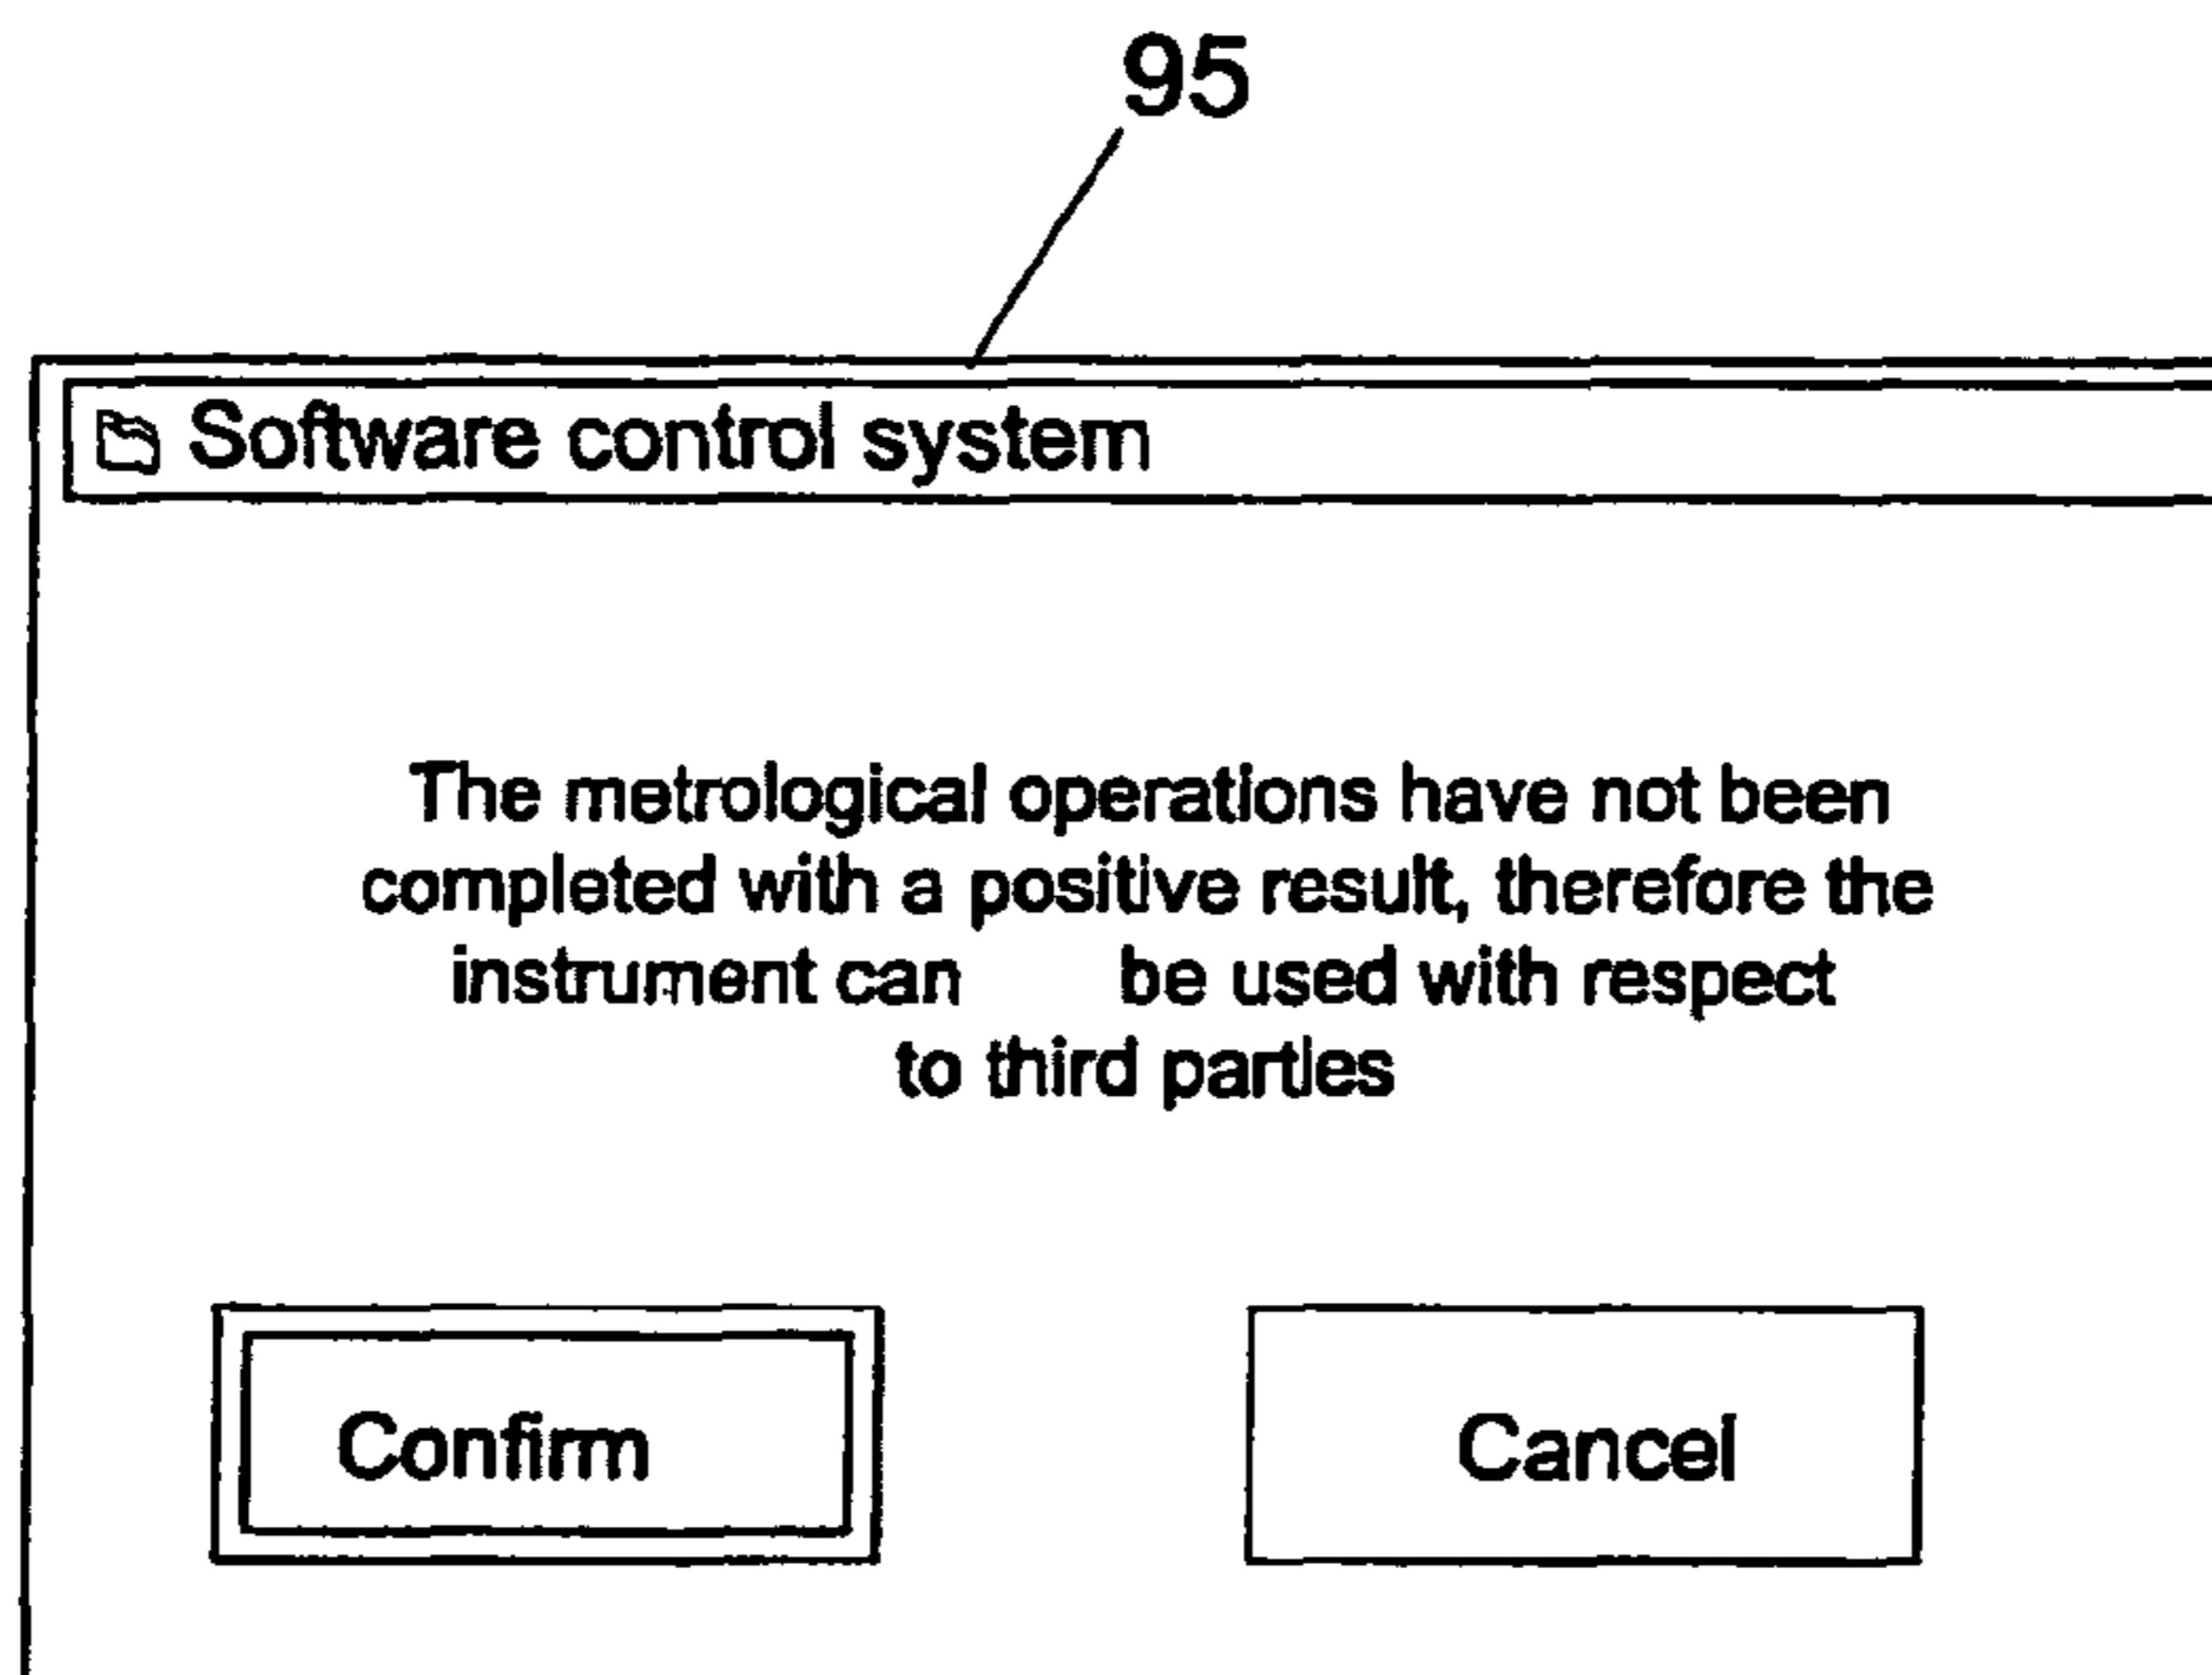 95
Software control system
The metrological operations have not been
completed with a positive result, therefore the
instrument can be used with respect
to third parties
Confirm
Cancel